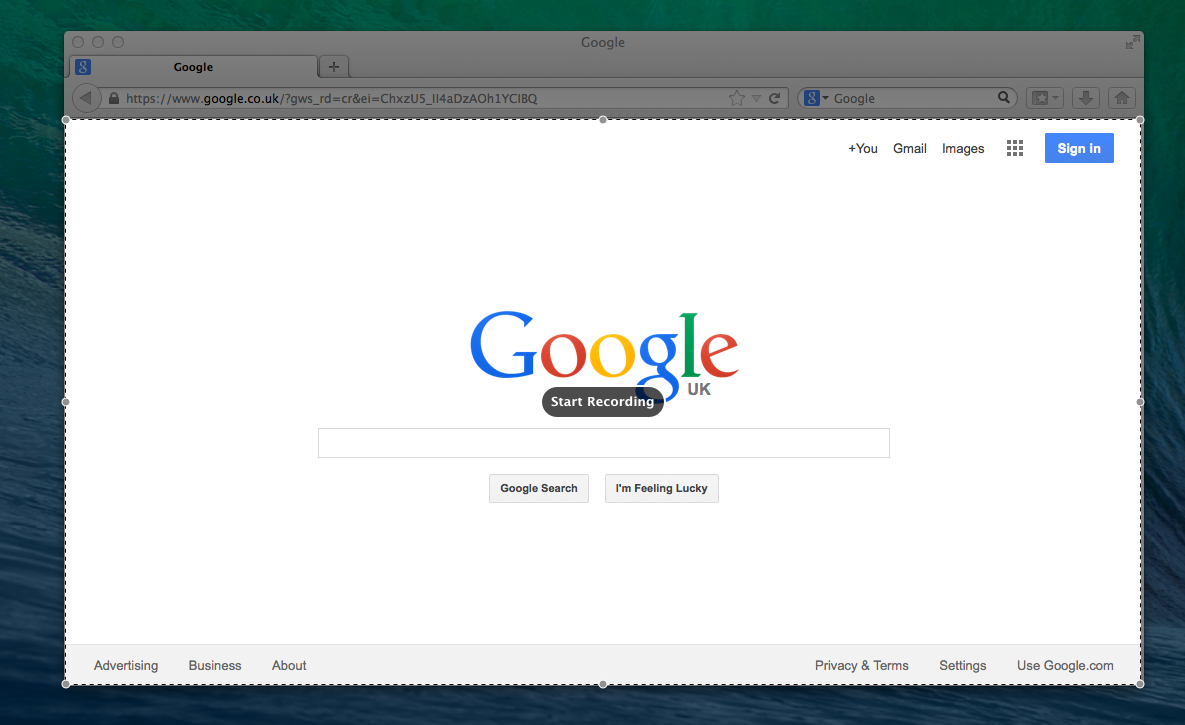 Google
Google
https://www.google.co.uk/?gws_rd=cr&ei=ChxzU5_II4aDzAOh1YCIBQ
Google
+You Gmail Images Sign in
Google
UK
Start Recording
Google Search I'm Feeling Lucky
Advertising Business About Privacy & Terms Settings Use Google.com